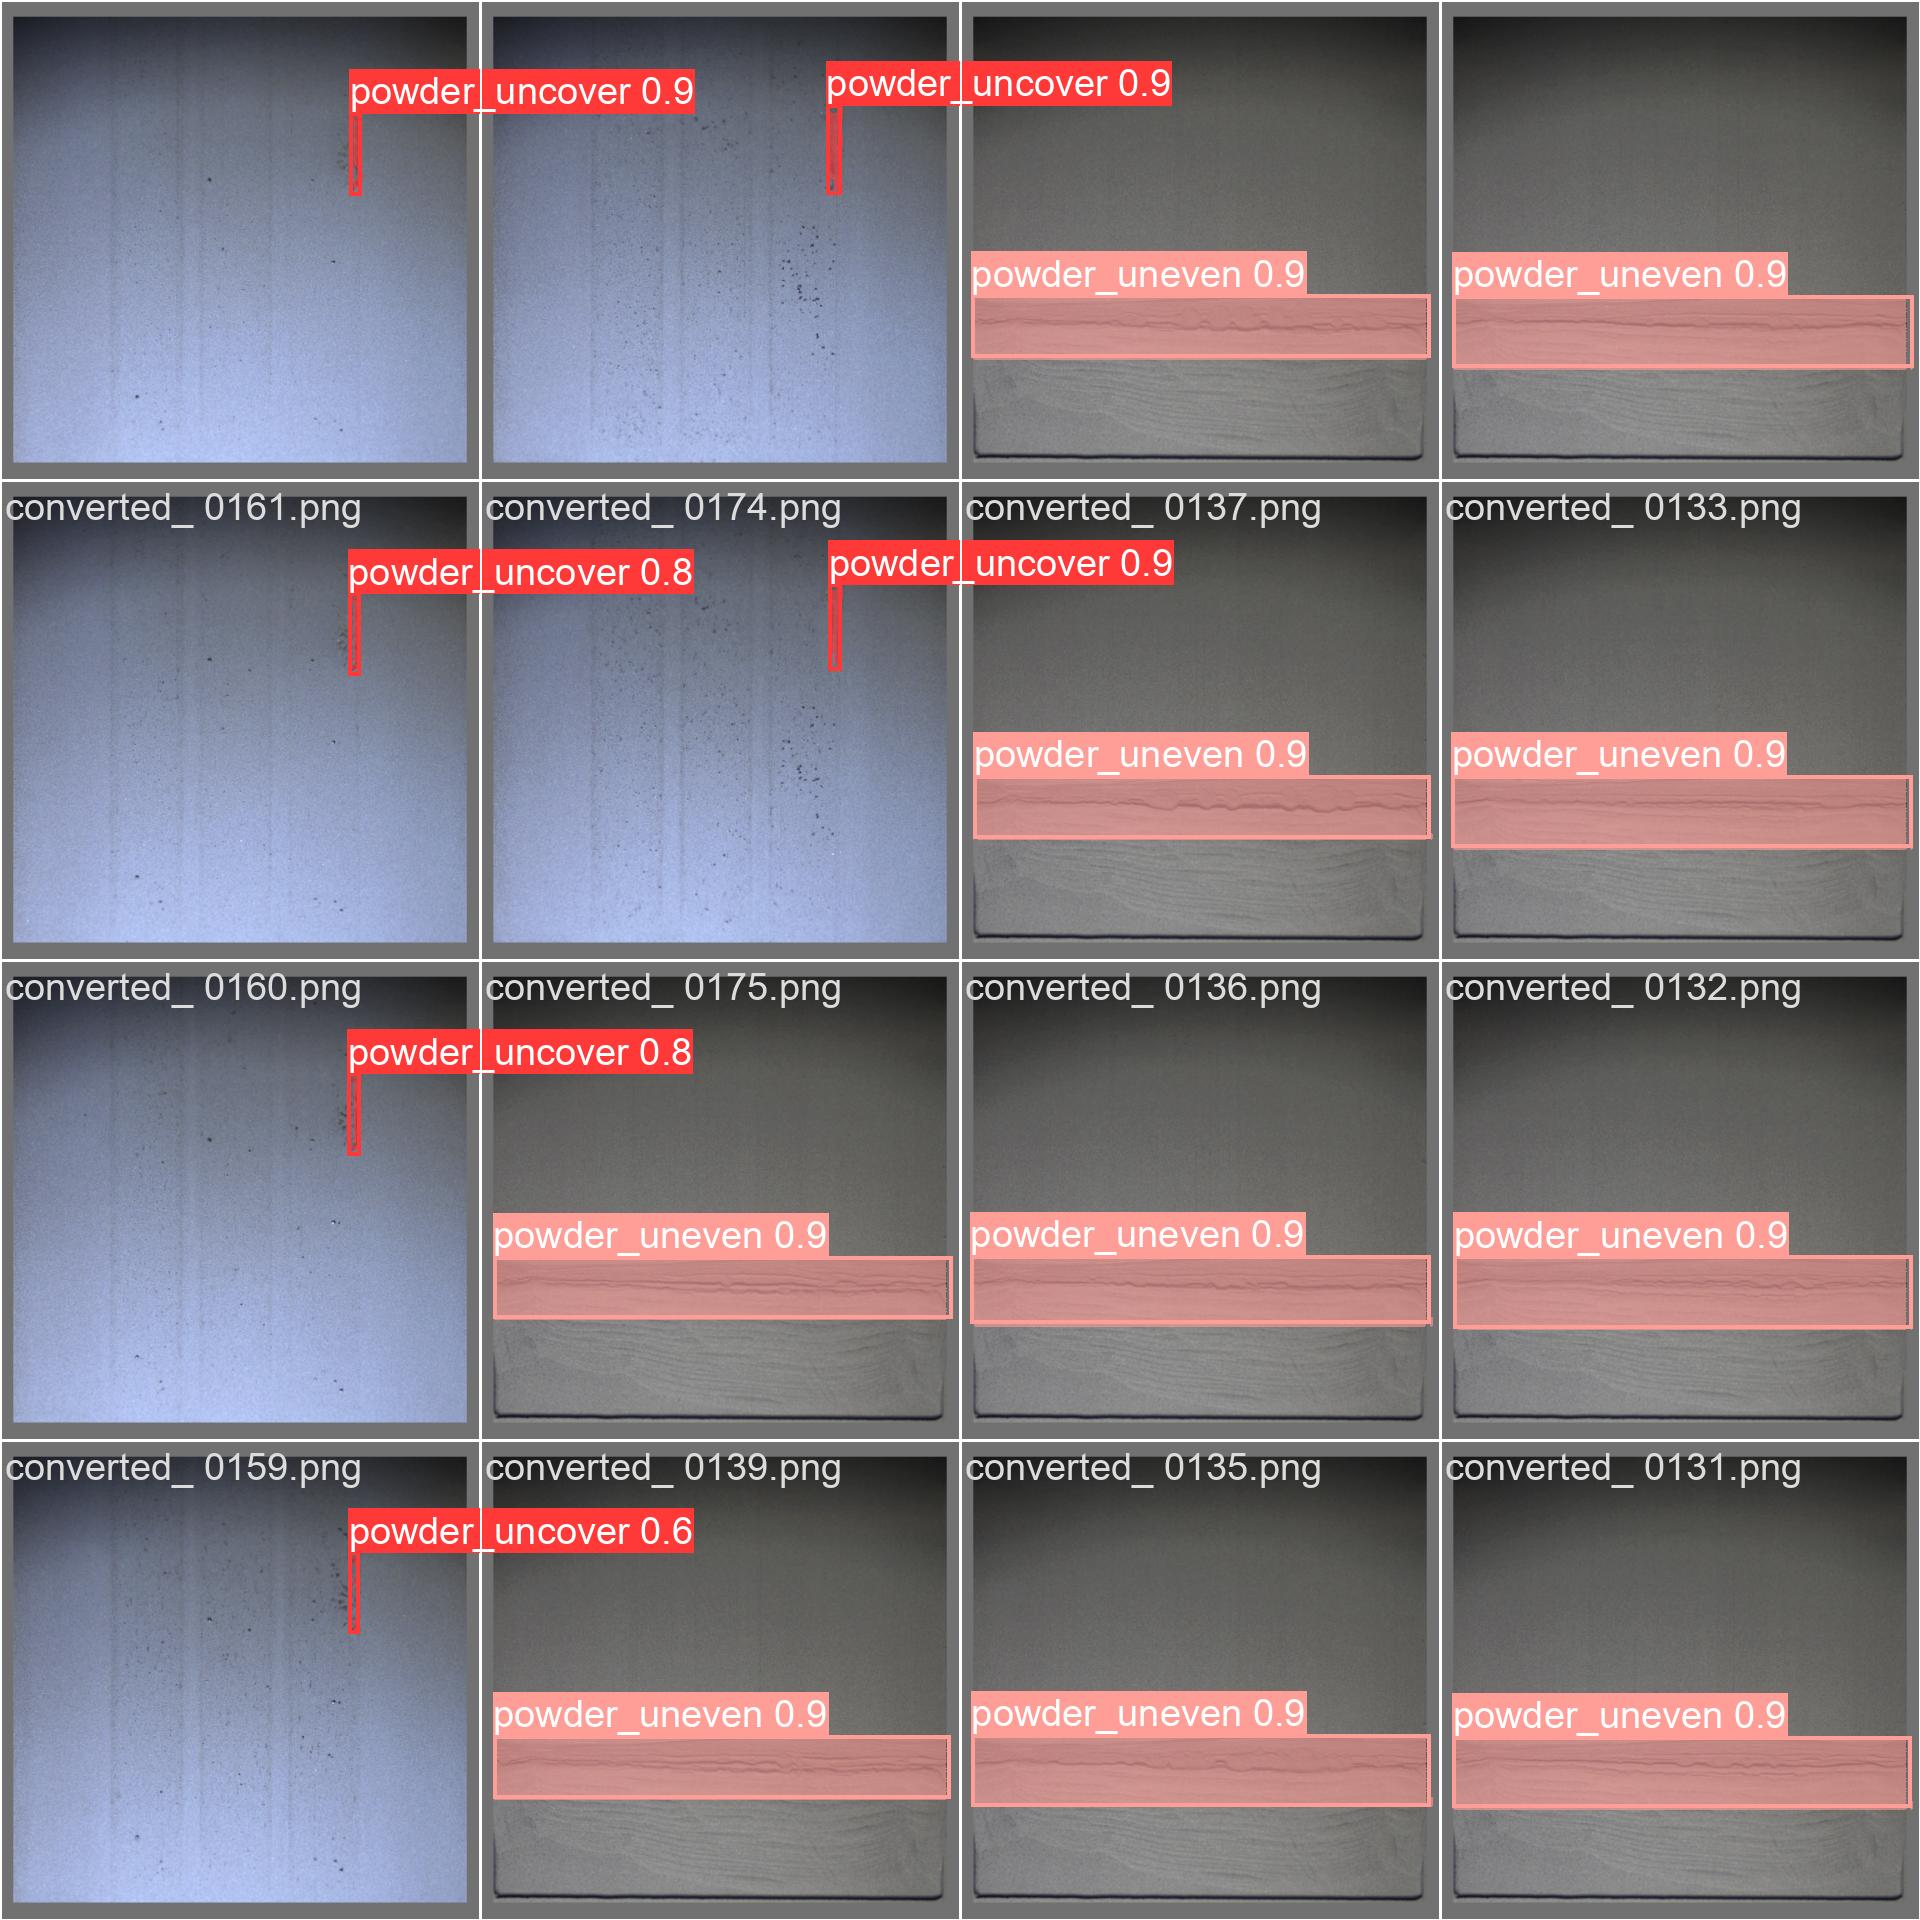 powder_uncover 0.9
powder_uncover 0.9
powder_uneven 0.9
powder_uneven 0.9
converted_ 0161.png
converted_ 0174.png
converted_ 0137.png
converted_ 0133.png
powder_uncover 0.8
powder_uncover 0.9
powder_uneven 0.9
powder_uneven 0.9
converted_ 0160.png
converted_ 0175.png
converted_ 0136.png
converted_ 0132.png
powder_uncover 0.8
powder_uneven 0.9
powder_uneven 0.9
powder_uneven 0.9
converted_ 0159.png
converted_ 0139.png
converted_ 0135.png
converted_ 0131.png
powder_uncover 0.6
powder_uneven 0.9
powder_uneven 0.9
powder_uneven 0.9